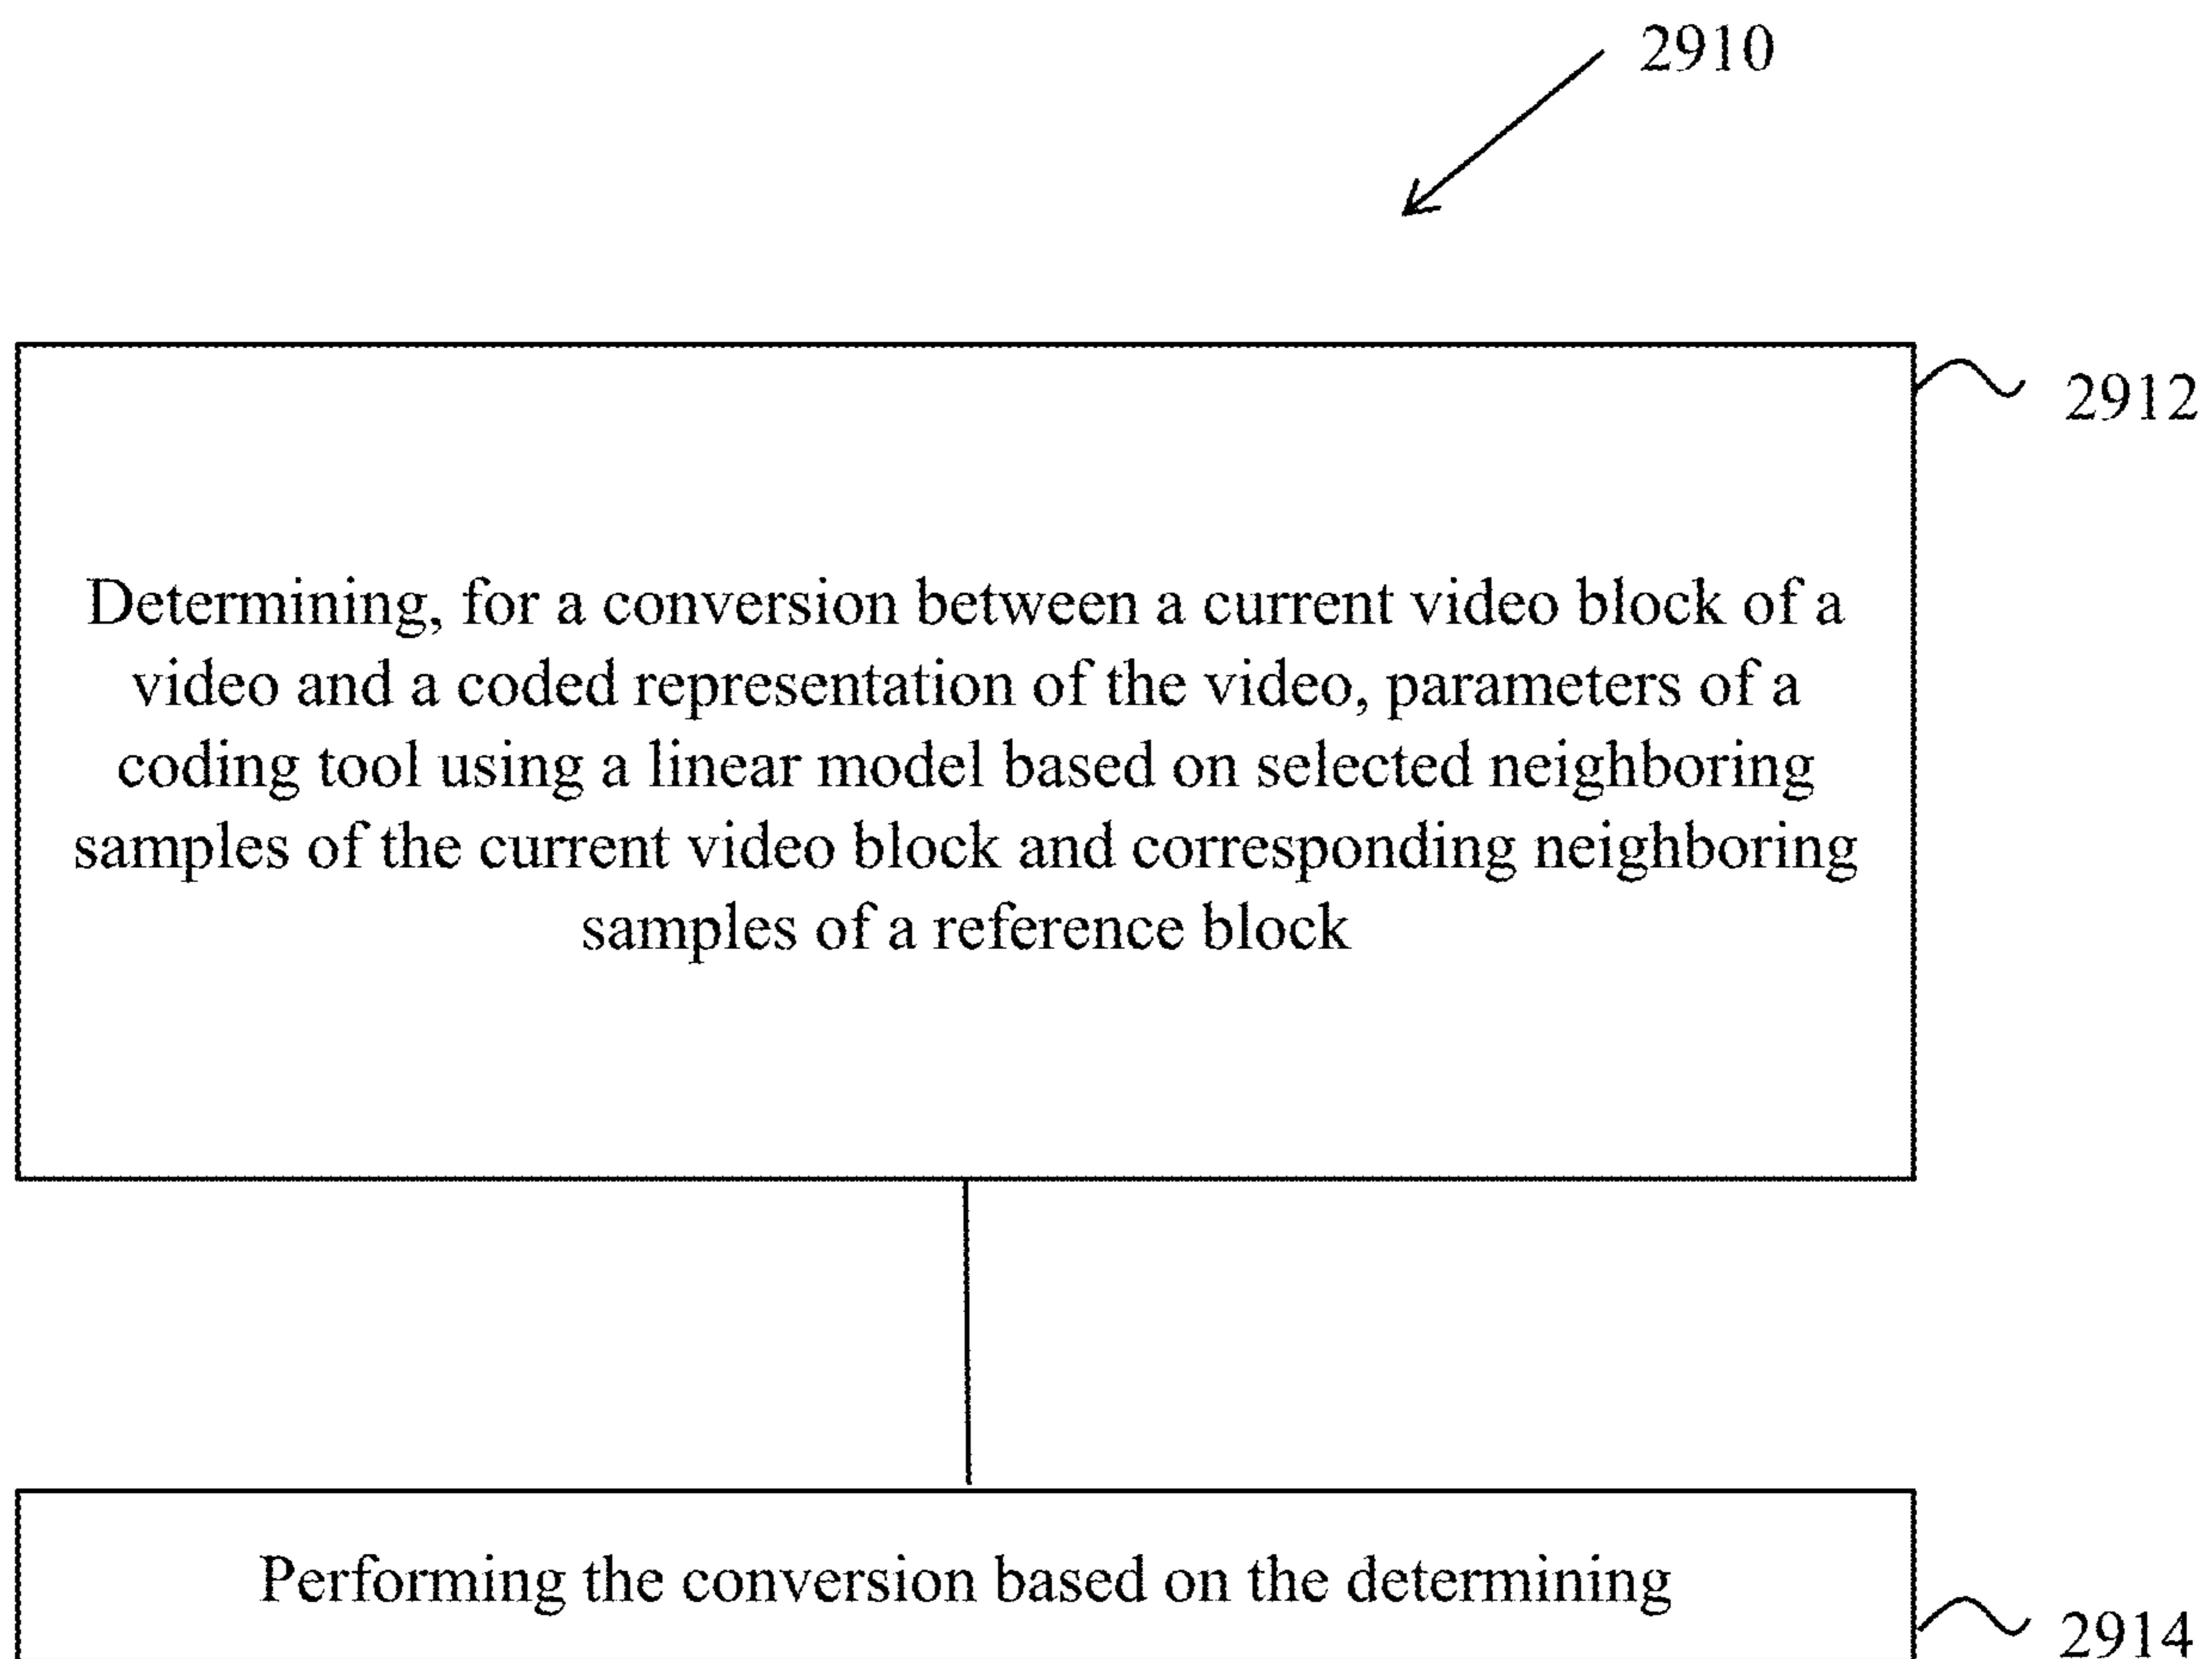 2910
2912
Determining, for a conversion between a current video block of a
video and a coded representation of the video, parameters of a
coding tool using a linear model based on selected neighboring
samples of the current video block and corresponding neighboring
samples of a reference block
Performing the conversion based on the determining
2914